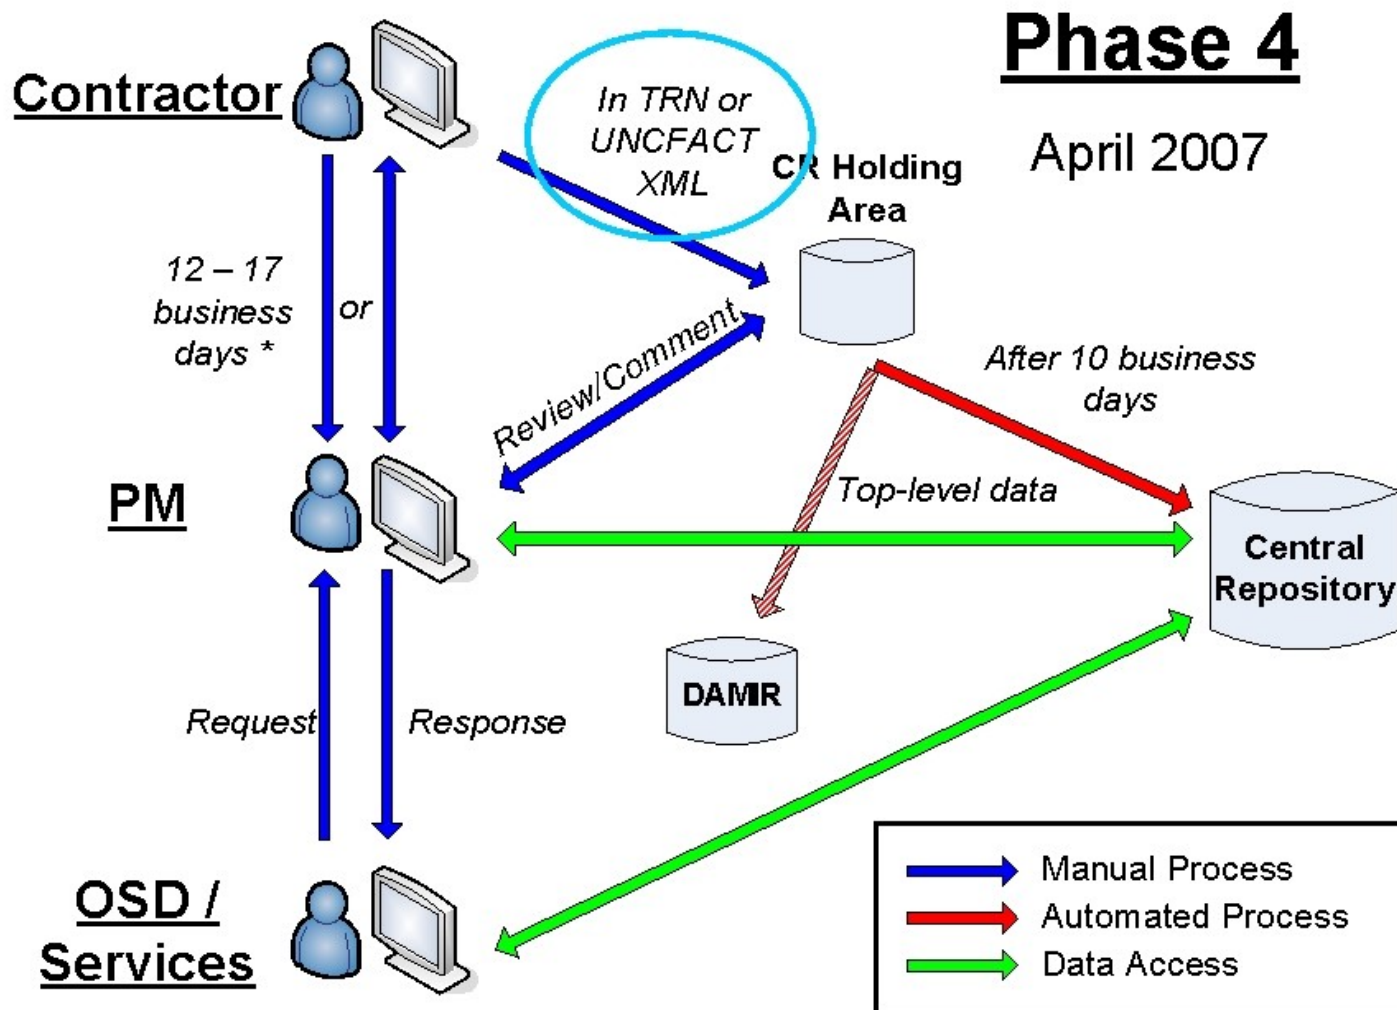 Phase 4
April 2007
Contractor
In TRN or
UNCFACT
XML
CR Holding
Area
12 – 17
business
days *
or
Review/Comment
After 10 business
days
PM
Top-level data
Central
Repository
DAMIR
Request
Response
OSD /
Services
Manual Process
Automated Process
Data Access